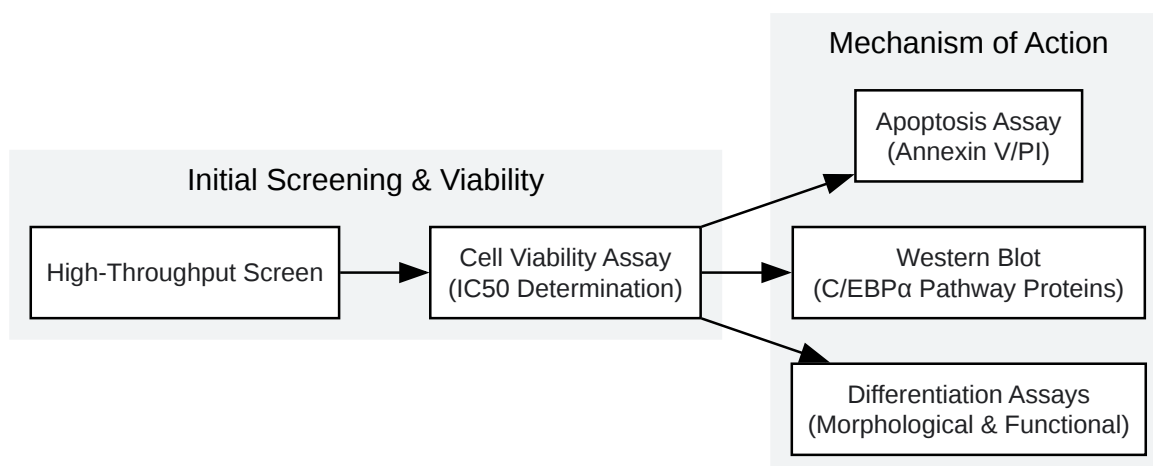 Initial Screening & Viability
High-Throughput Screen
Cell Viability Assay
(IC50 Determination)
Mechanism of Action
Apoptosis Assay
(Annexin V/PI)
Western Blot
(C/EBPα Pathway Proteins)
Differentiation Assays
(Morphological & Functional)